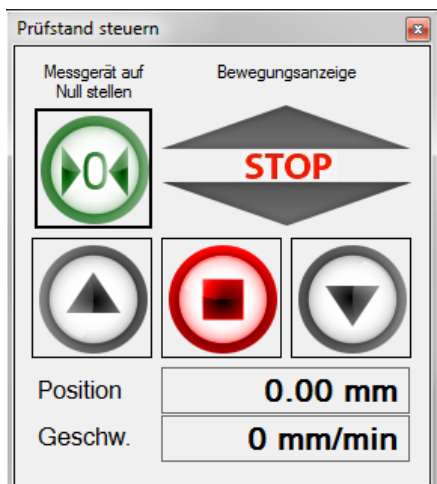 Prüfstand steuern
Messgerät auf
Null stellen
Bewegungsanzeige
0
STOP
Position
0.00 mm
Geschw.
0 mm/min